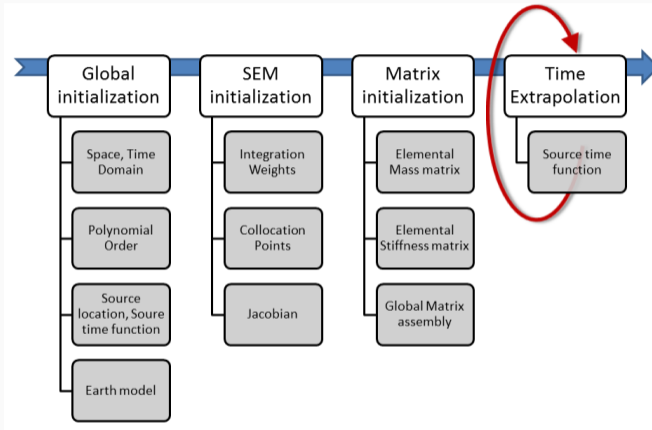 Global
initialization
Space, Time
Domain
Polynomial
Order
Source
location, Soure
time function
Earth model
SEM
initialization
Integration
Weights
Collocation
Points
Jacobian
Matrix
initialization
Elemental
Mass matrix
Elemental
Stiffness matrix
Global Matrix
assembly
Time
Extrapolation
Source time
function